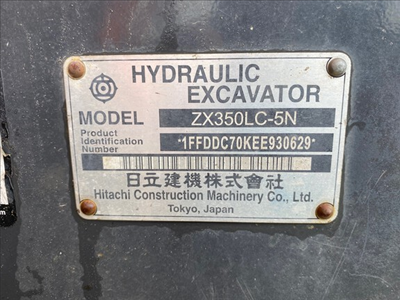 HYDRAULIC
EXCAVATOR
MODEL ZX350LC-5N
Product
Identification
Number *1FFDDC70KEE930629*
日立建機株式会社
Hitachi Construction Machinery Co., Ltd.
Tokyo, Japan